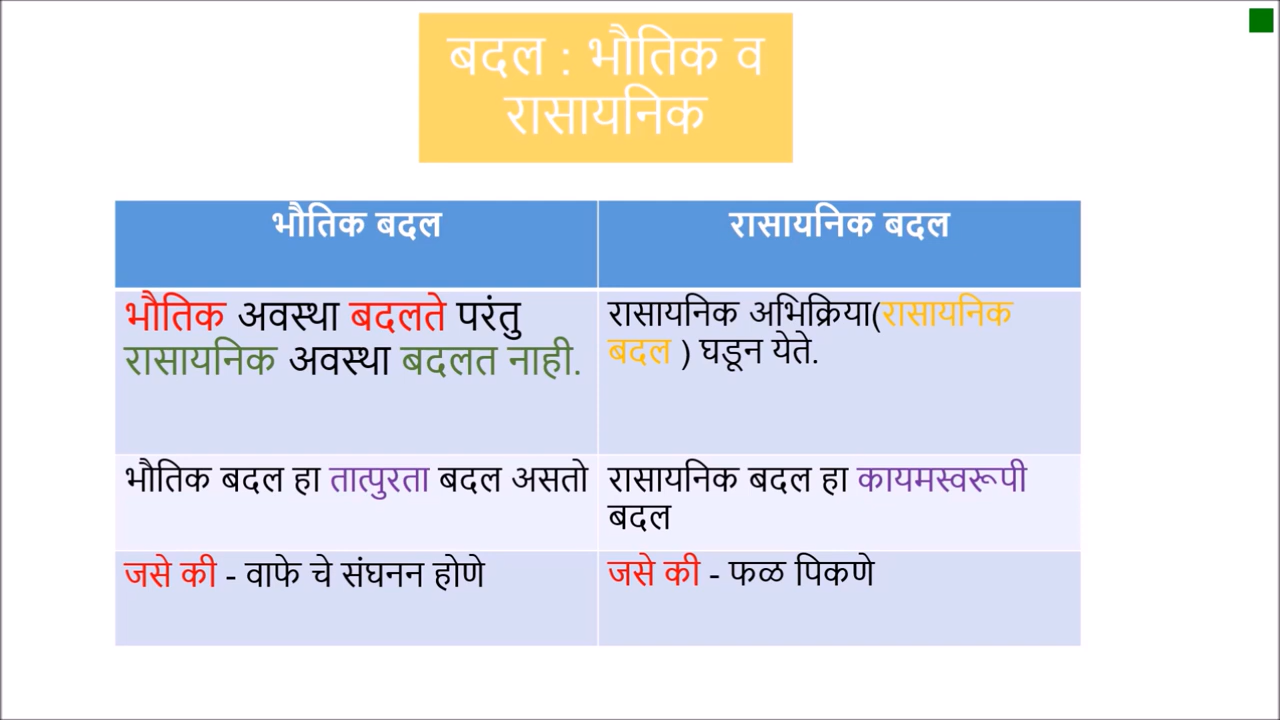 बदल : भौतिक व
रासायनिक
भौतिक बदल
रासायनिक बदल
भौतिक अवस्था बदलते परंतु
रासायनिक अवस्था बदलत नाही.
रासायनिक अभिक्रिया(रासायनिक
बदल ) घडून येते.
भौतिक बदल हा तात्पुरता बदल असतो
रासायनिक बदल हा कायमस्वरूपी
बदल
जसे की - वाफे चे संघनन होणे
जसे की - फळ पिकणे